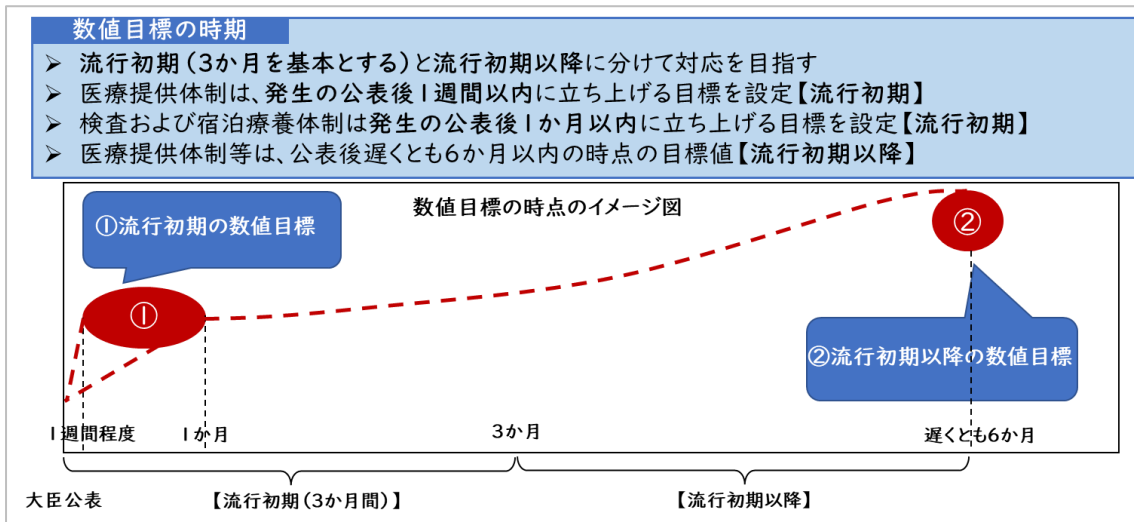 数値目標の時期
➤ 流行初期(3か月を基本とする)と流行初期以降に分けて対応を目指す
➤ 医療提供体制は、発生の公表後1週間以内に立ち上げる目標を設定【流行初期】
➤ 検査および宿泊療養体制は発生の公表後1か月以内に立ち上げる目標を設定【流行初期】
➤ 医療提供体制等は、公表後遅くとも6か月以内の時点の目標値【流行初期以降】
数値目標の時点のイメージ図
①流行初期の数値目標
①
②
②流行初期以降の数値目標
1週間程度
1か月
3か月
遅くとも6か月
大臣公表
【流行初期(3か月間)】
【流行初期以降】